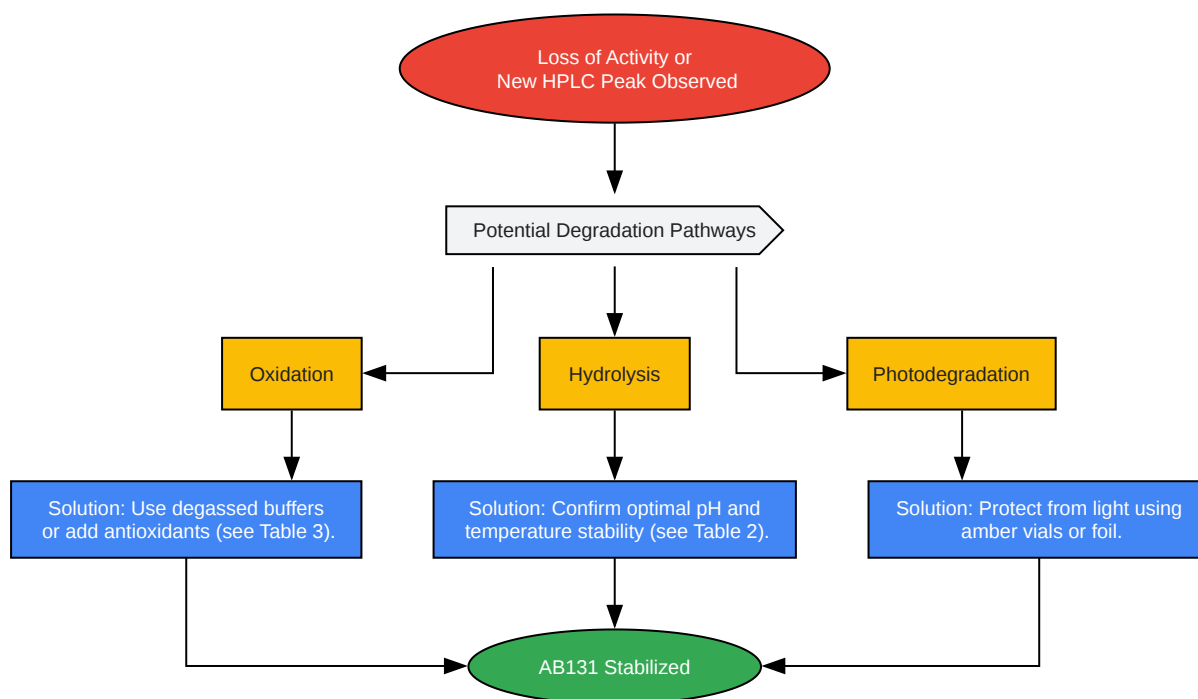 Loss of Activity or
New HPLC Peak Observed
Potential Degradation Pathways
Oxidation
Hydrolysis
Photodegradation
Solution: Use degassed buffers
or add antioxidants (see Table 3).
Solution: Confirm optimal pH and
temperature stability (see Table 2).
Solution: Protect from light using
amber vials or foil.
AB131 Stabilized